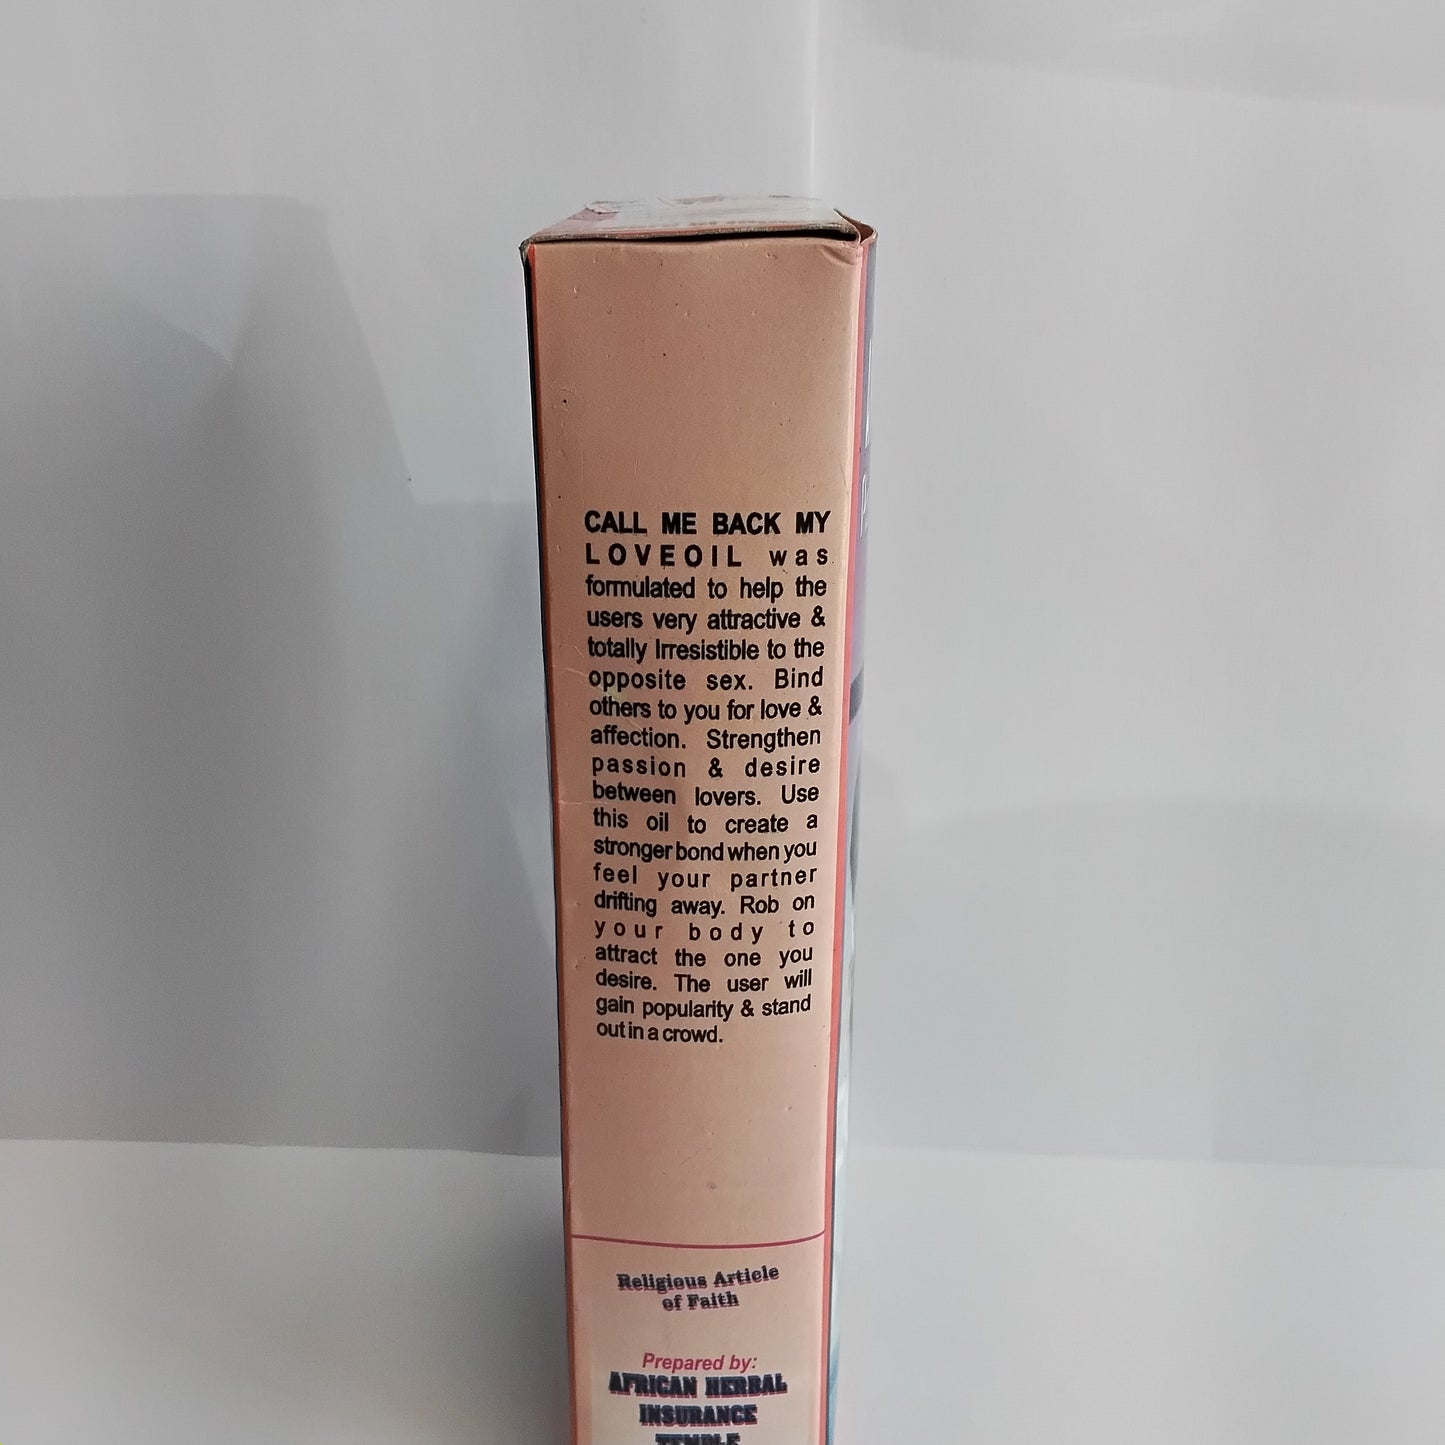 CALL ME BACK MY
LOVEOIL was
formulated to help the
users very attractive &
totally Irresistible to the
opposite sex. Bind
others to you for love &
affection. Strengthen
passion & desire
between lovers. Use
this oil to create a
stronger bond when you
feel your partner
drifting away. Rob on
your body to
attract the one you
desire. The user will
gain popularity & stand
out in a crowd.
Religious Article
of Faith
Prepared by:
AFRICAN HERBAL
INSURANCE
TEMPLE